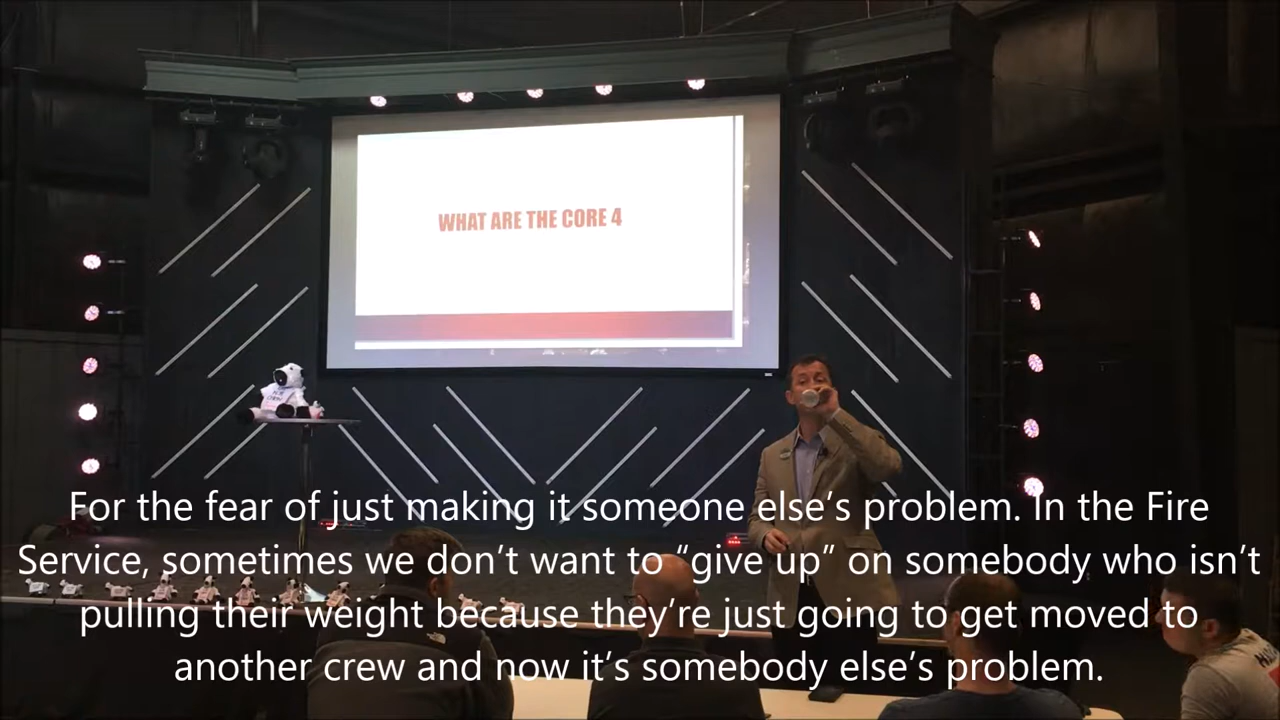 WHAT ARE THE CORE 4
For the fear of just making it someone else’s problem. In the Fire
Service, sometimes we don’t want to “give up” on somebody who isn’t
pulling their weight because they’re just going to get moved to
another crew and now it’s somebody else’s problem.